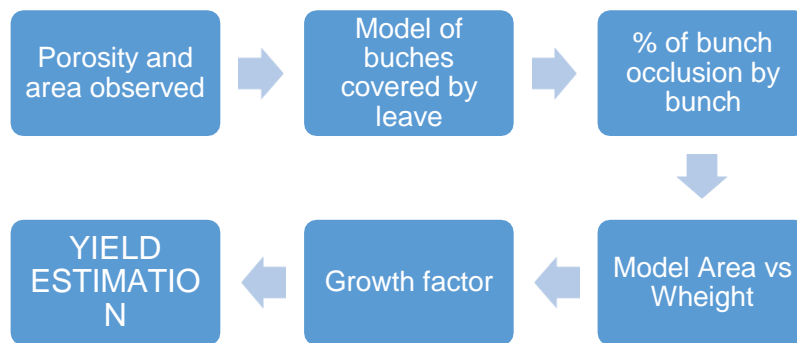 Porosity and
area observed
Model of
buches
covered by
leave
% of bunch
occlusion by
bunch
Model Area vs
Wheight
Growth factor
YIELD
ESTIMATIO
N